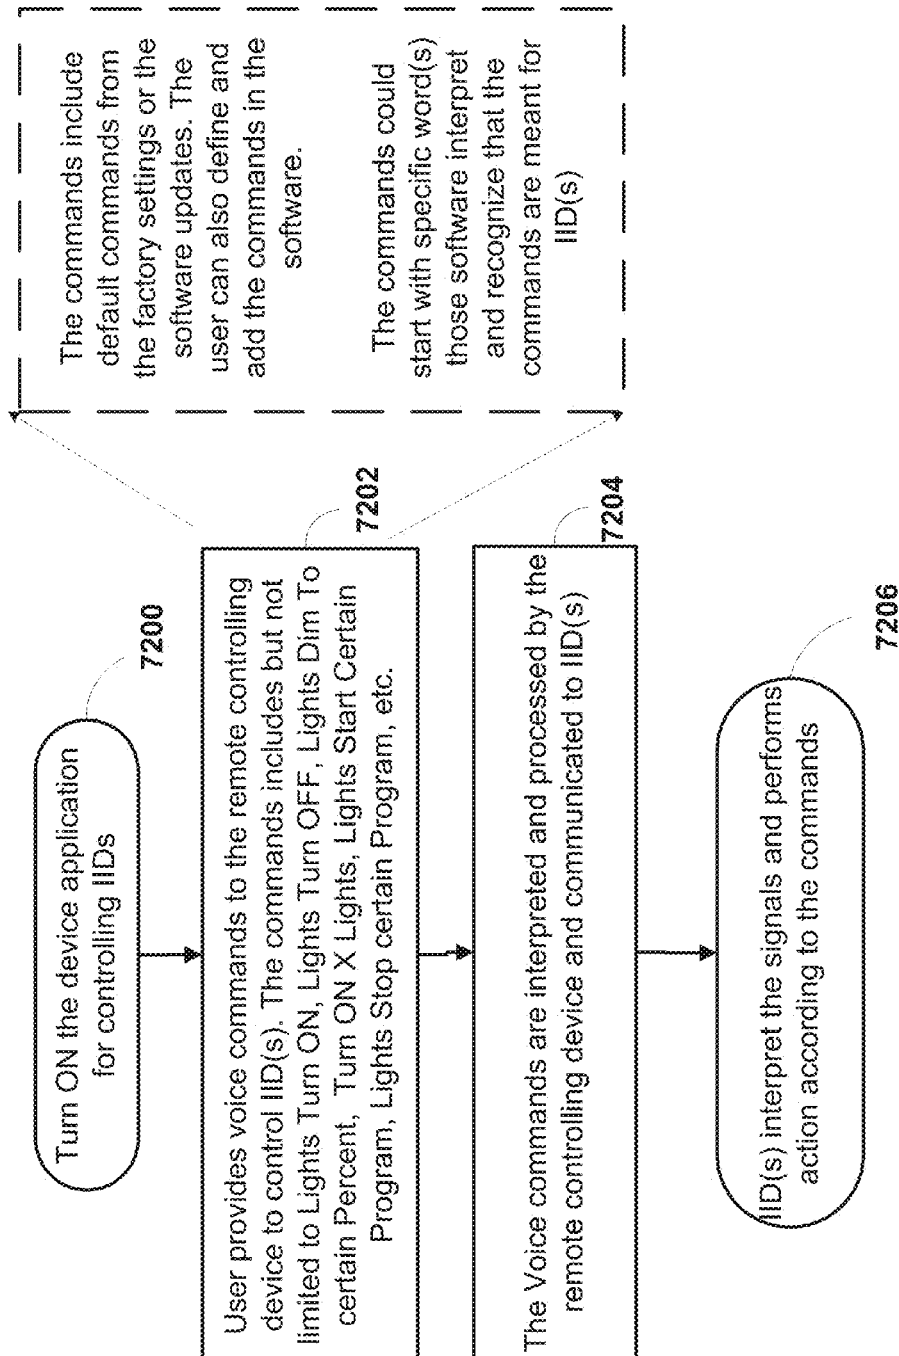 Turn ON the device application
for controlling IIDs
7200
User provides voice commands to the remote controlling
device to control IID(s). The commands includes but not
limited to Lights Turn ON, Lights Turn OFF, Lights Dim To
certain Percent, Turn ON X Lights, Lights Start Certain
Program, Lights Stop certain Program, etc.
7202
The commands include
default commands from
the factory settings or the
software updates. The
user can also define and
add the commands in the
software.
The commands could
start with specific word(s)
those software interpret
and recognize that the
commands are meant for
IID(s)
The Voice commands are interpreted and processed by the
remote controlling device and communicated to IID(s)
7204
IID(s) interpret the signals and performs
action according to the commands
7206